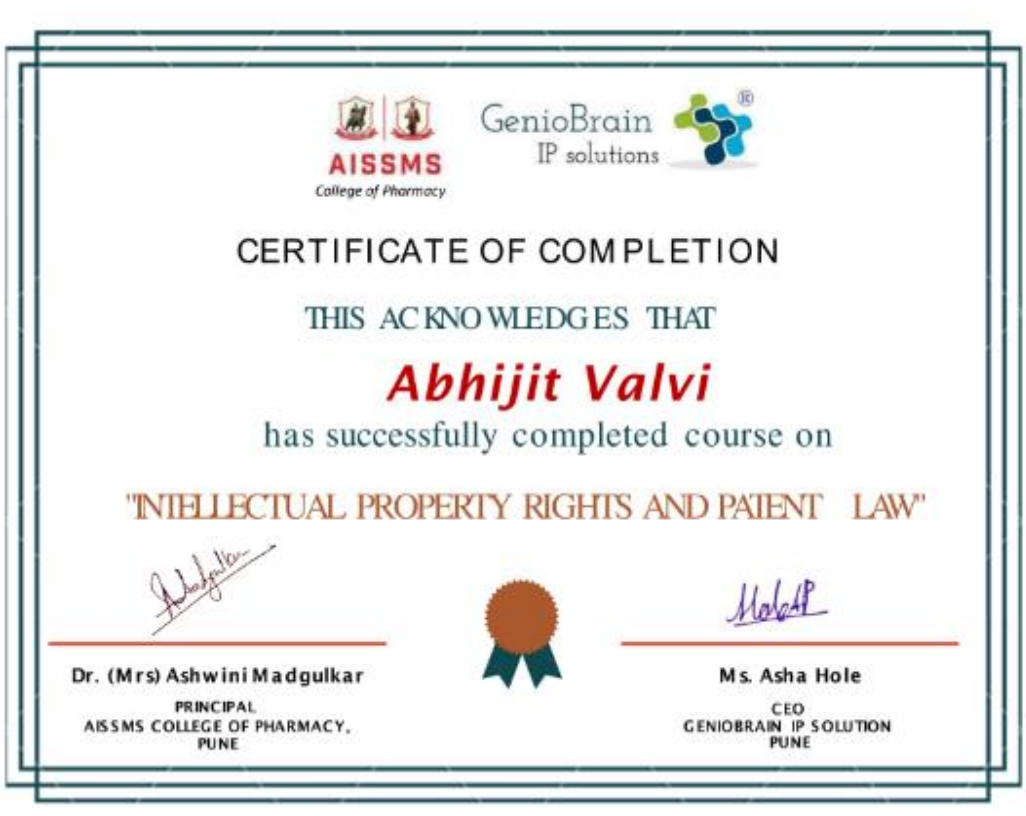 AISSMS
College of Pharmacy
GenioBrain ®
IP solutions
CERTIFICATE OF COMPLETION
THIS ACKNOWLEDGES THAT
Abhijit Valvi
has successfully completed course on
"INTELLECTUAL PROPERTY RIGHTS AND PATENT LAW"
Dr. (Mrs) Ashwini Madgulkar
PRINCIPAL
AISSMS COLLEGE OF PHARMACY,
PUNE
Ms. Asha Hole
CEO
GENIOBRAIN IP SOLUTION
PUNE